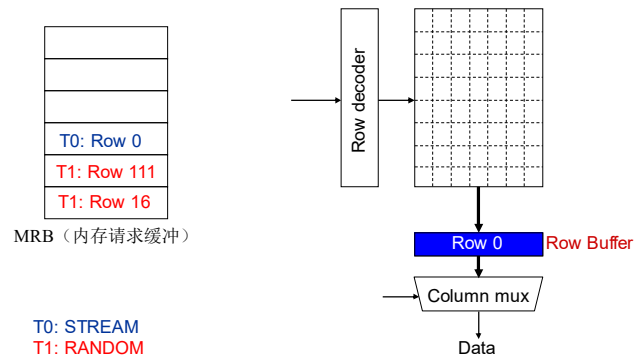 T0: Row 0
T1: Row 111
T1: Row 16
MRB（内存请求缓冲）
T0: STREAM
T1: RANDOM
Row decoder
Row 0
Row Buffer
Column mux
Data